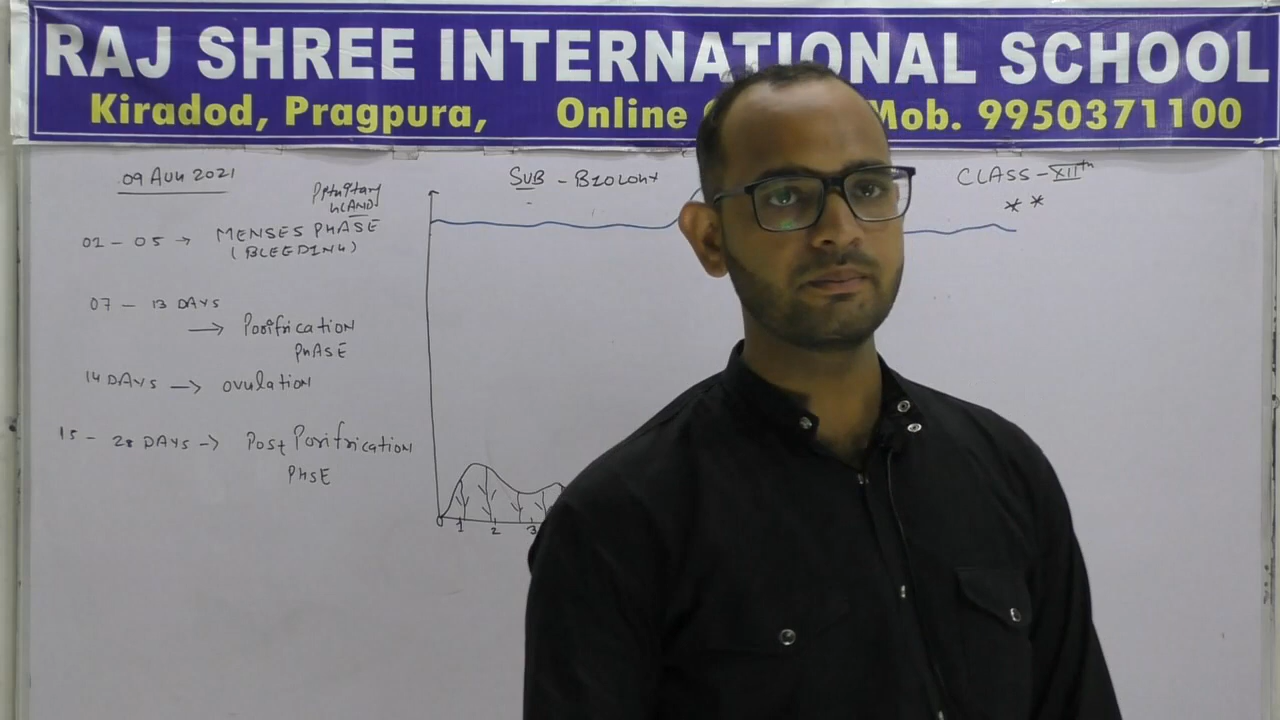 RAJ SHREE INTERNATIONAL SCHOOL
Kiradod, Pragpura, Online Mob. 9950371100
09 AUG 2021
SUB - BIOLOGY
CLASS - XIIth
* *
GLAND
01 - 05 → MENSES PHASE
(BLEEDING)
07 - 13 DAYS
→ Porifrication
PHASE
14 DAYS → ovulation
15 - 28 DAYS → Post Porifrication
PHSE
0 1 2 3